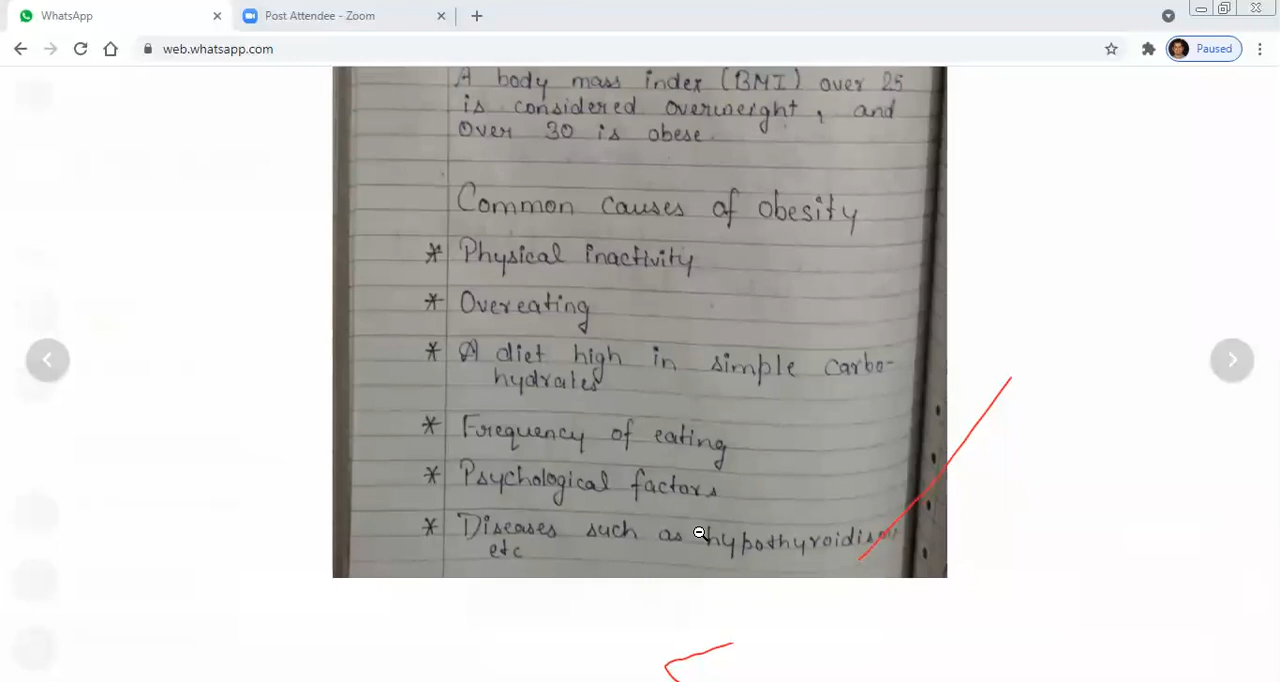 WhatsApp
Post Attendee - Zoom
web.whatsapp.com
Paused
A body mass index (BMI) over 25
is considered overweight, and
over 30 is obese.
Common causes of obesity
* Physical inactivity
* Overeating
* A diet high in simple carbo-
hydrates
* Frequency of eating
* Psychological factors
* Diseases such as hypothyroidism
etc